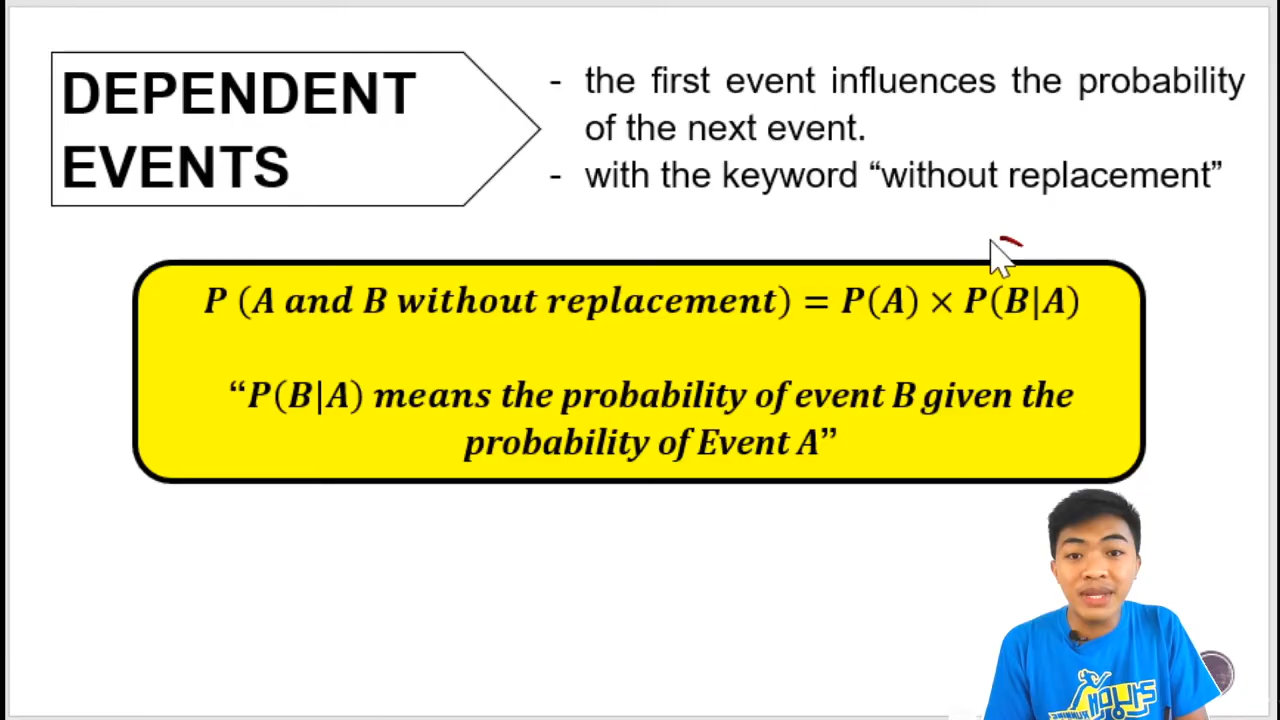 DEPENDENT
EVENTS
- the first event influences the probability
of the next event.
- with the keyword “without replacement”
P (A and B without replacement) = P(A) × P(B|A)
“P(B|A) means the probability of event B given the
probability of Event A”